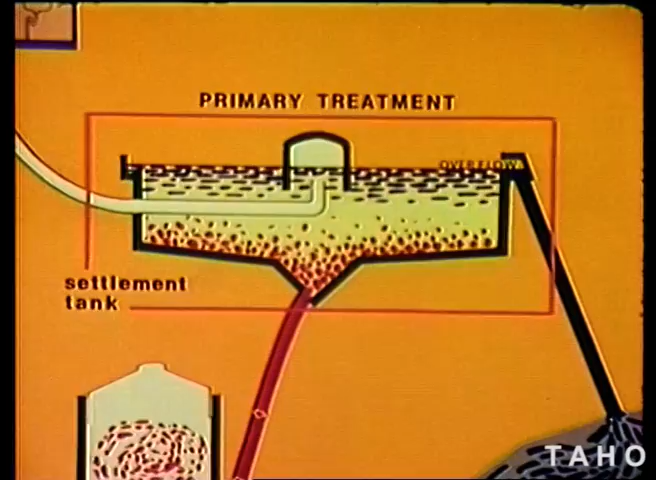 PRIMARY TREATMENT
OVERFLOW
settlement
tank
TAHO